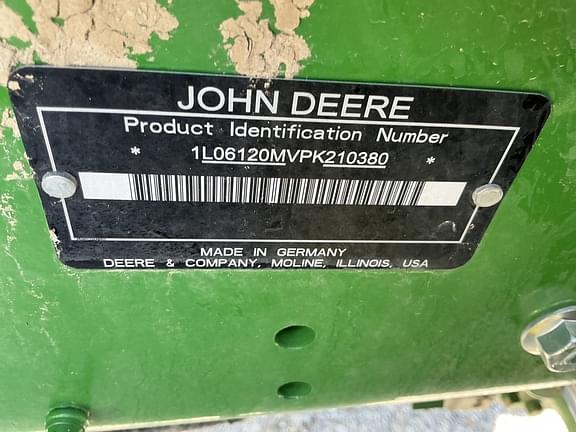 JOHN DEERE
Product Identification Number
* 1L06120MVPK210380 *
MADE IN GERMANY
DEERE & COMPANY, MOLINE, ILLINOIS, USA